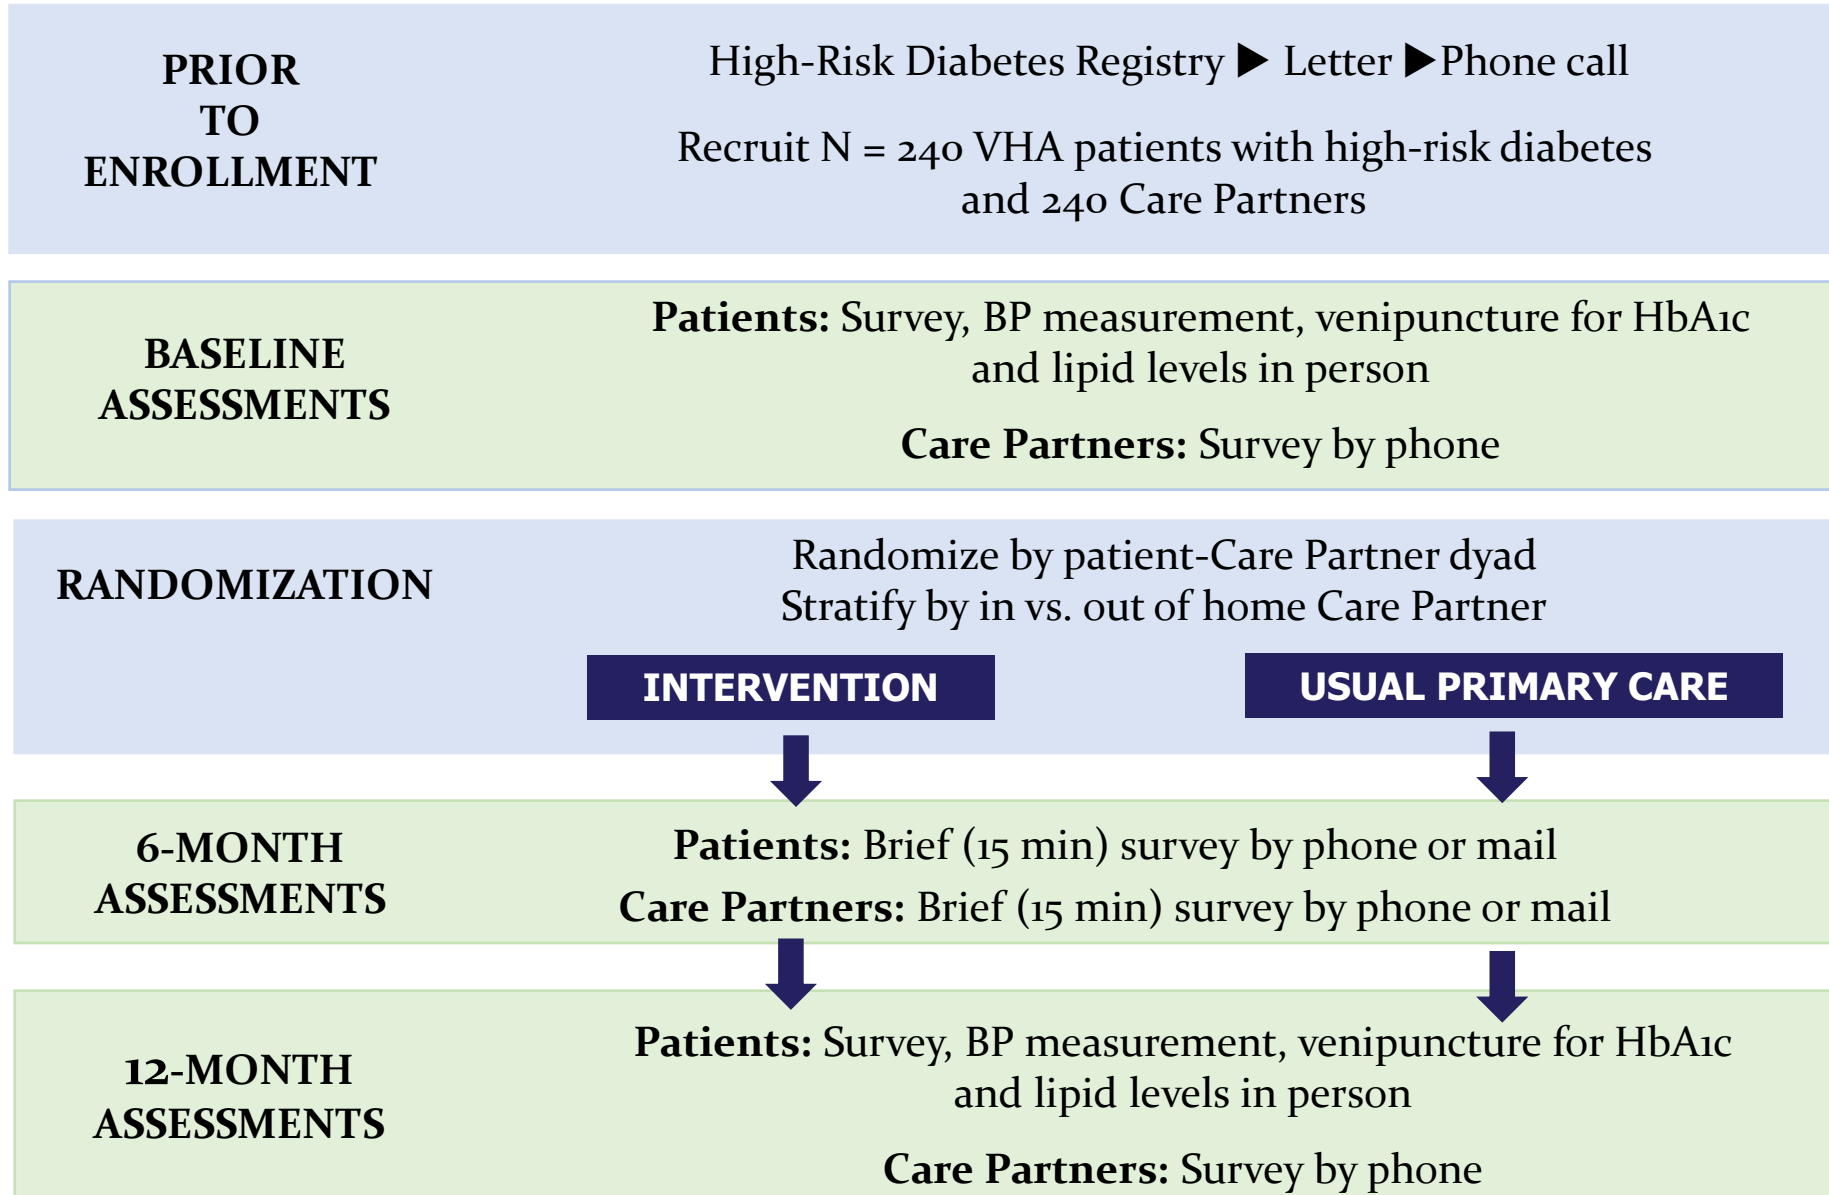 PRIOR
TO
ENROLLMENT
High-Risk Diabetes Registry ▶ Letter ▶Phone call
Recruit N = 240 VHA patients with high-risk diabetes
and 240 Care Partners
BASELINE
ASSESSMENTS
Patients: Survey, BP measurement, venipuncture for HbA1c
and lipid levels in person
Care Partners: Survey by phone
RANDOMIZATION
Randomize by patient-Care Partner dyad
Stratify by in vs. out of home Care Partner
INTERVENTION
USUAL PRIMARY CARE
6-MONTH
ASSESSMENTS
Patients: Brief (15 min) survey by phone or mail
Care Partners: Brief (15 min) survey by phone or mail
12-MONTH
ASSESSMENTS
Patients: Survey, BP measurement, venipuncture for HbA1c
and lipid levels in person
Care Partners: Survey by phone